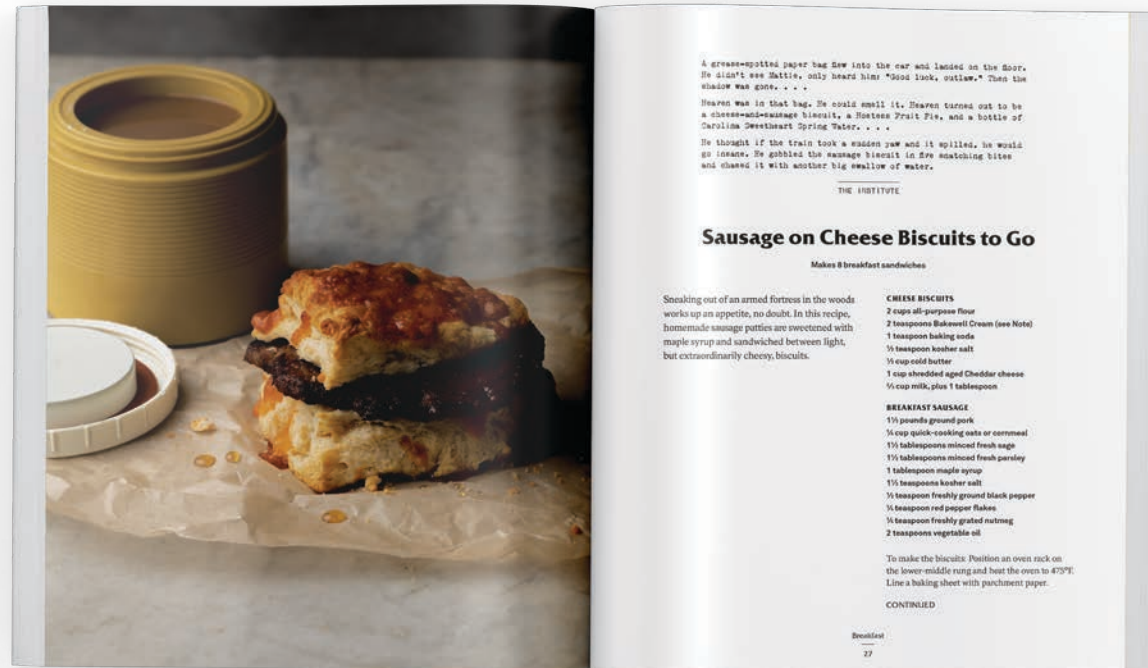 A grease-spotted paper bag flew into the car and landed on the floor.
He didn't see Mattie, only heard him: "Good luck, outlaw." Then the
shadow was gone. . . .
Heaven was in that bag. He could smell it. Heaven turned out to be
a cheese-and-sausage biscuit, a Hostess Fruit Pie, and a bottle of
Carolina Sweetheart Spring Water. . . .
He thought if the train took a sudden yaw and it spilled, he would
go insane. He gobbled the sausage biscuit in five snatching bites
and chased it with another big swallow of water.
THE INSTITUTE
Sausage on Cheese Biscuits to Go
Makes 8 breakfast sandwiches
Sneaking out of an armed fortress in the woods
works up an appetite, no doubt. In this recipe,
homemade sausage patties are sweetened with
maple syrup and sandwiched between light,
but extraordinarily cheesy, biscuits.
CHEESE BISCUITS
2 cups all-purpose flour
2 teaspoons Bakewell Cream (see Note)
1 teaspoon baking soda
teaspoon kosher salt
cup cold butter
1 cup shredded aged Cheddar cheese
cup milk, plus 1 tablespoon
BREAKFAST SAUSAGE
pounds ground pork
¼ cup quick-cooking oats or cornmeal
1½ tablespoons minced fresh sage
1½ tablespoons minced fresh parsley
1 tablespoon maple syrup
1½ teaspoons kosher salt
½ teaspoon freshly ground black pepper
¼ teaspoon red pepper flakes
¼ teaspoon freshly grated nutmeg
2 teaspoons vegetable oil
To make the biscuits: Position an oven rack on
the lower-middle rung and heat the oven to 475°F.
Line a baking sheet with parchment paper.
CONTINUED
Breakfast
27